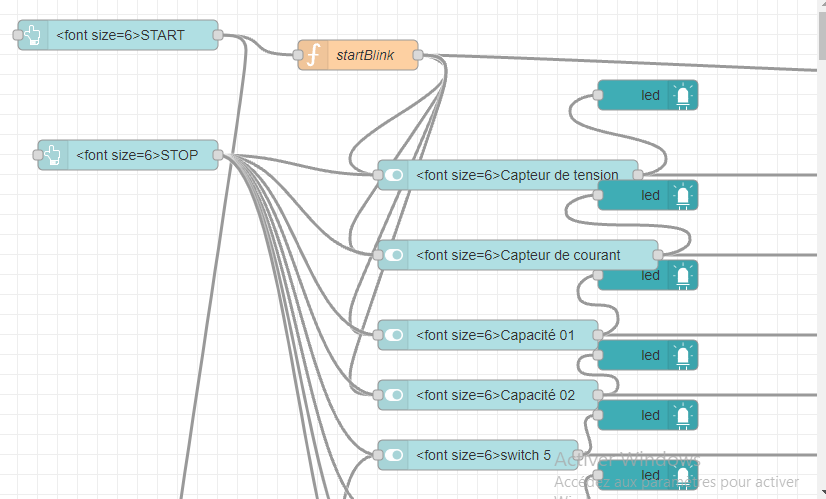 <font size=6>START
startBlink
led
<font size=6>STOP
<font size=6>Capteur de tension
led
<font size=6>Capteur de courant
led
<font size=6>Capacité 01
led
<font size=6>Capacité 02
led
<font size=6>switch 5
Activer Windows
led
Accédez aux paramètres pour activer